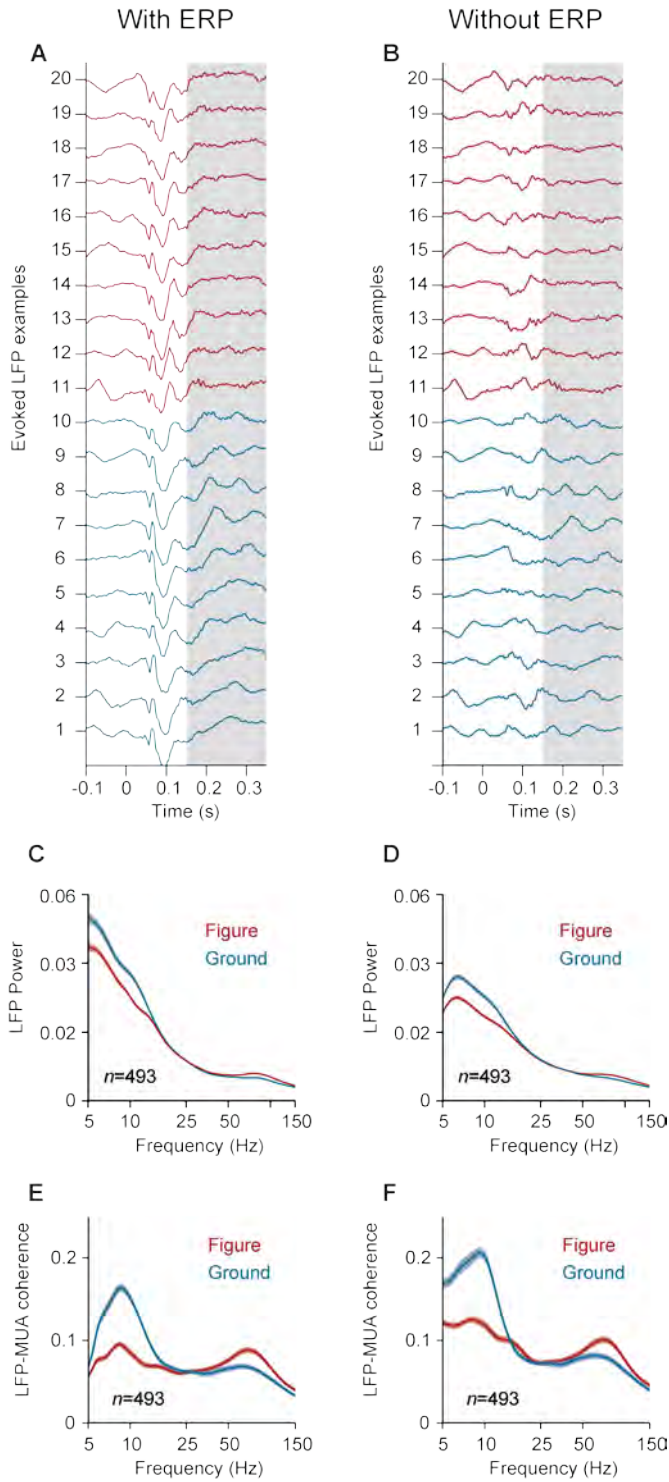 With ERP
Without ERP
A
Evoked LFP examples
20
19
18
17
16
15
14
13
12
11
10
9
8
7
6
5
4
3
2
1
-0.1 0 0.1 0.2 0.3
Time (s)
B
Evoked LFP examples
20
19
18
17
16
15
14
13
12
11
10
9
8
7
6
5
4
3
2
1
-0.1 0 0.1 0.2 0.3
Time (s)
C
LFP Power
0.06
0.03
0.02
0
Figure
Ground
n=493
5 10 25 50 150
Frequency (Hz)
D
LFP Power
0.06
0.03
0.02
0
Figure
Ground
n=493
5 10 25 50 150
Frequency (Hz)
E
LFP-MUA coherence
0.2
0.1
0
Figure
Ground
n=493
5 10 25 50 150
Frequency (Hz)
F
LFP-MUA coherence
0.2
0.1
0
Figure
Ground
n=493
5 10 25 50 150
Frequency (Hz)